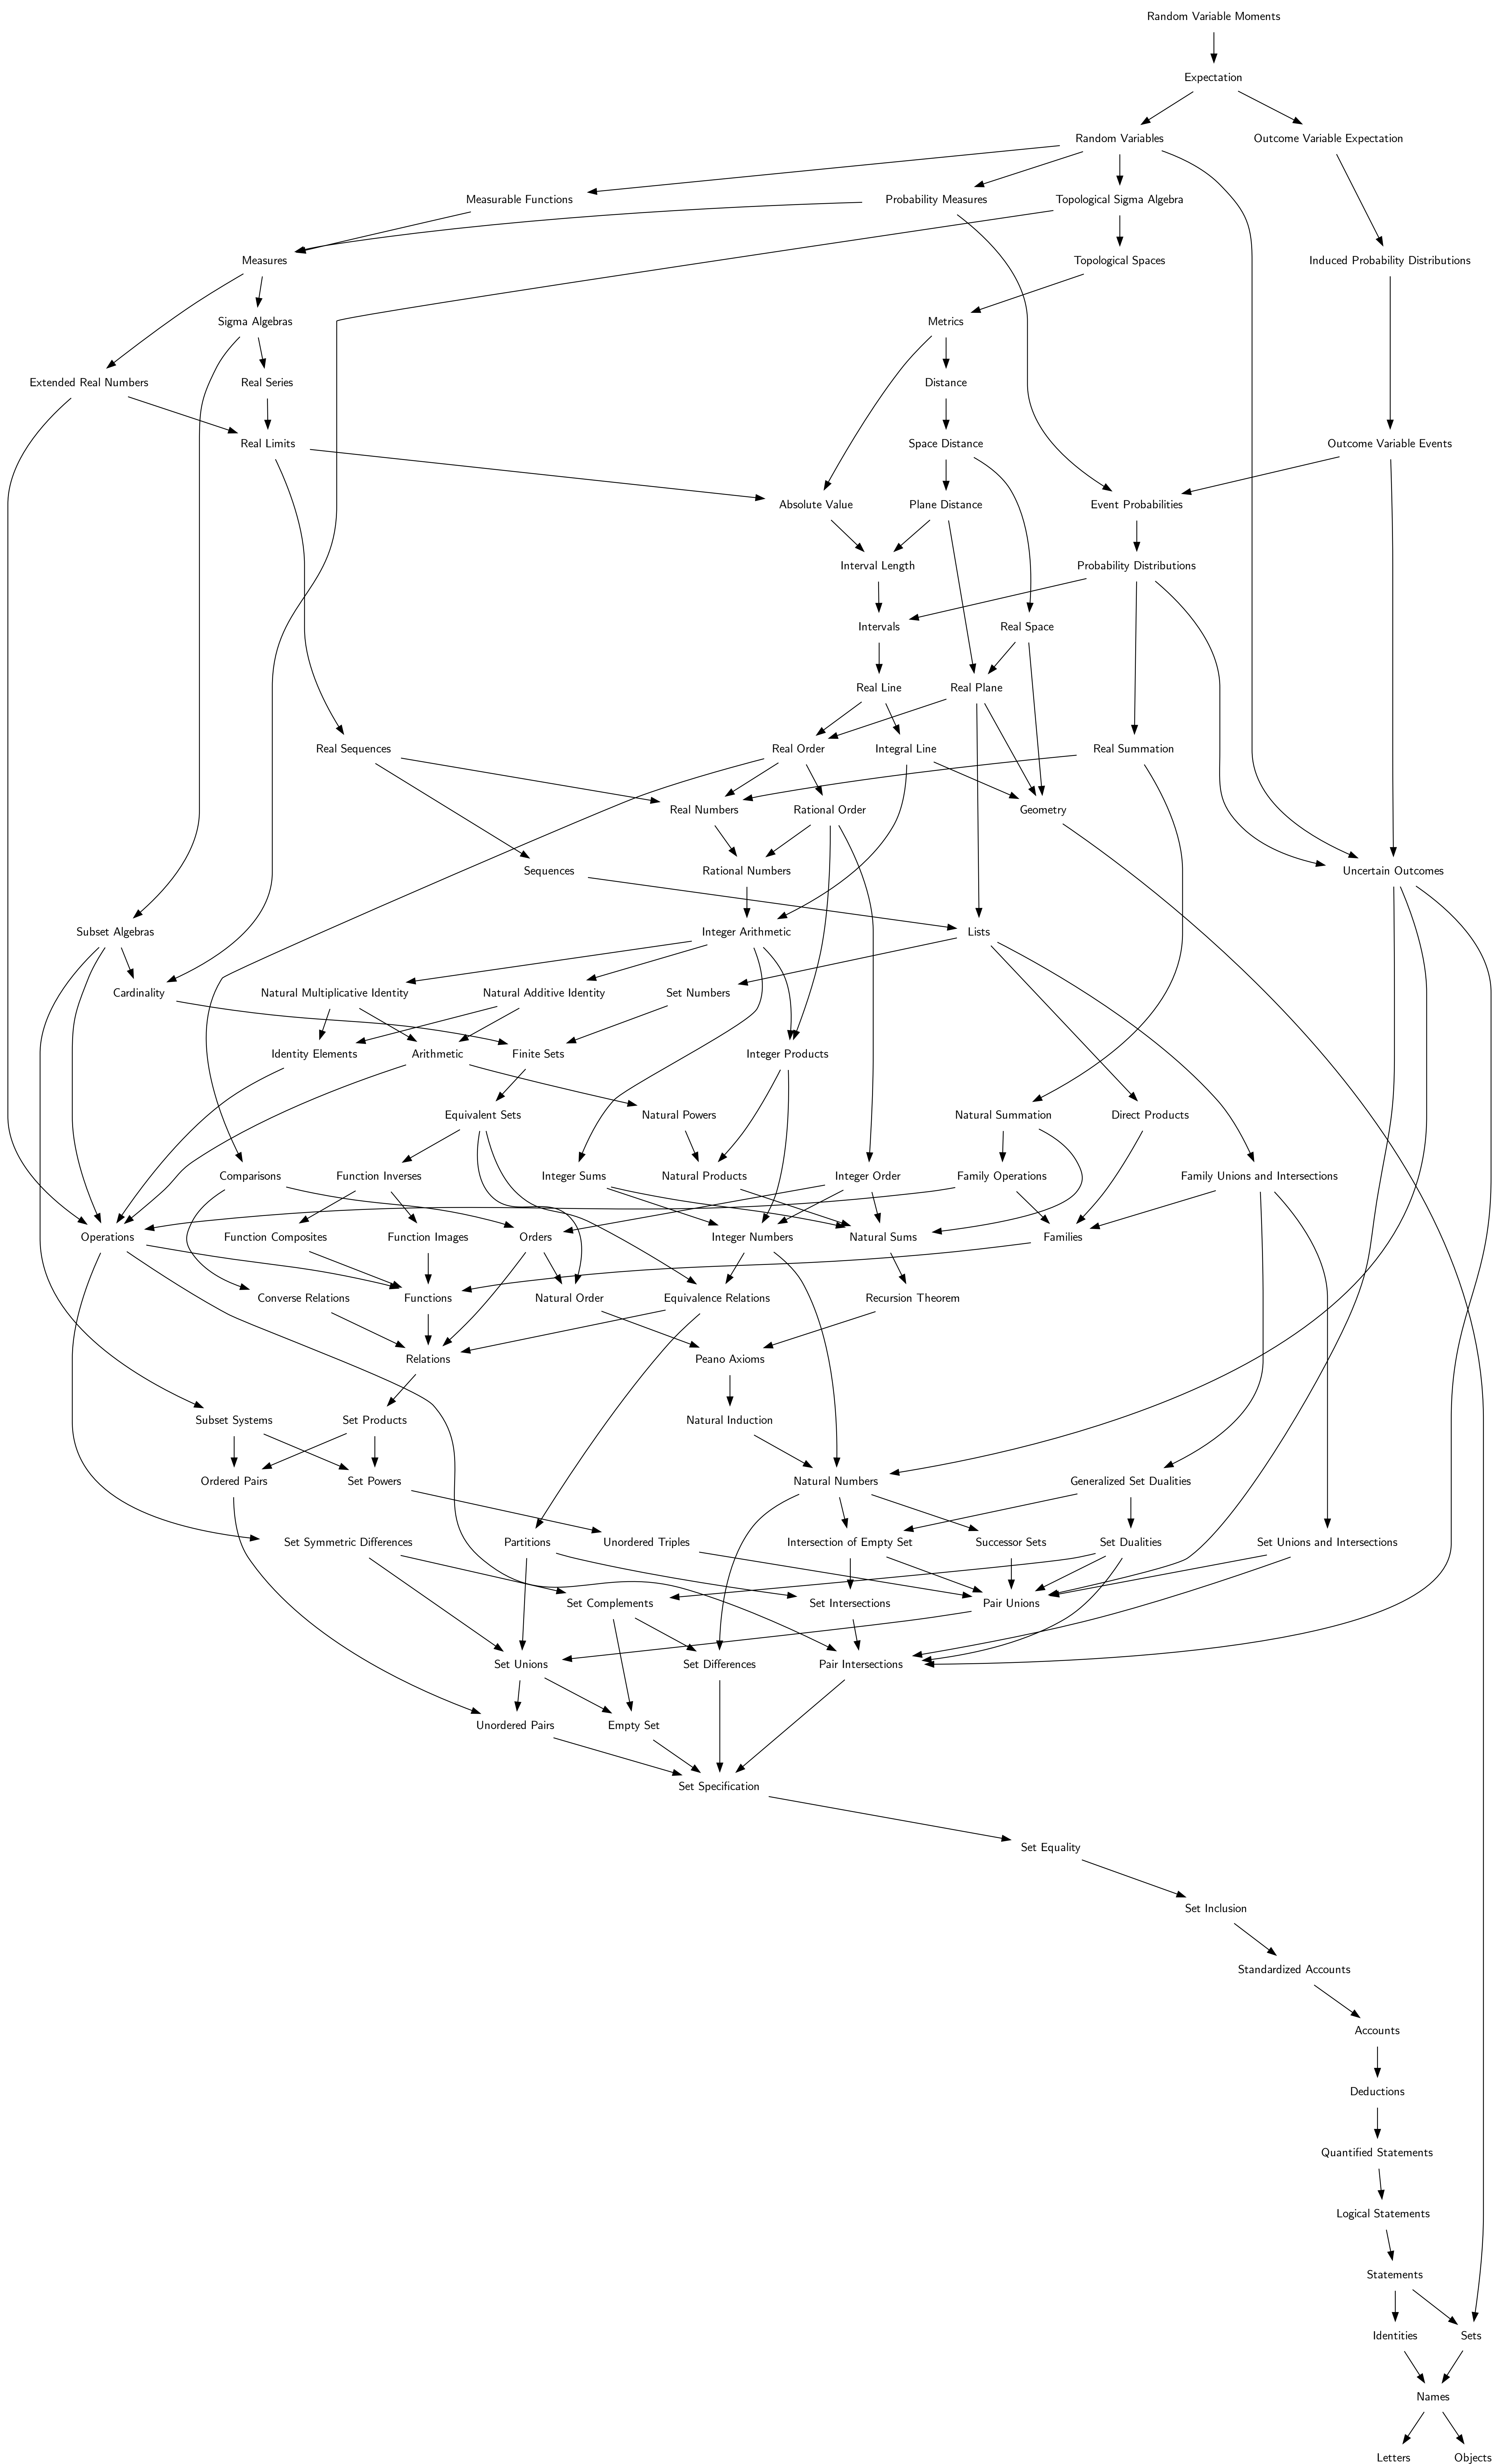 Random Variable Moments
Expectation
Random Variables
Outcome Variable Expectation
Measurable Functions
Probability Measures
Topological Sigma Algebra
Measures
Topological Spaces
Induced Probability Distributions
Sigma Algebras
Metrics
Extended Real Numbers
Real Series
Distance
Real Limits
Space Distance
Outcome Variable Events
Absolute Value
Plane Distance
Event Probabilities
Interval Length
Probability Distributions
Intervals
Real Space
Real Line
Real Plane
Real Sequences
Real Order
Integral Line
Real Summation
Real Numbers
Rational Order
Geometry
Sequences
Rational Numbers
Uncertain Outcomes
Subset Algebras
Integer Arithmetic
Lists
Cardinality
Natural Multiplicative Identity
Natural Additive Identity
Set Numbers
Identity Elements
Arithmetic
Finite Sets
Integer Products
Equivalent Sets
Natural Powers
Natural Summation
Direct Products
Comparisons
Function Inverses
Integer Sums
Natural Products
Integer Order
Family Operations
Family Unions and Intersections
Operations
Function Composites
Function Images
Orders
Integer Numbers
Natural Sums
Families
Converse Relations
Functions
Natural Order
Equivalence Relations
Recursion Theorem
Relations
Peano Axioms
Subset Systems
Set Products
Natural Induction
Ordered Pairs
Set Powers
Natural Numbers
Generalized Set Dualities
Set Symmetric Differences
Partitions
Unordered Triples
Intersection of Empty Set
Successor Sets
Set Dualities
Set Unions and Intersections
Set Complements
Set Intersections
Pair Unions
Set Unions
Set Differences
Pair Intersections
Unordered Pairs
Empty Set
Set Specification
Set Equality
Set Inclusion
Standardized Accounts
Accounts
Deductions
Quantified Statements
Logical Statements
Statements
Identities
Sets
Names
Letters
Objects